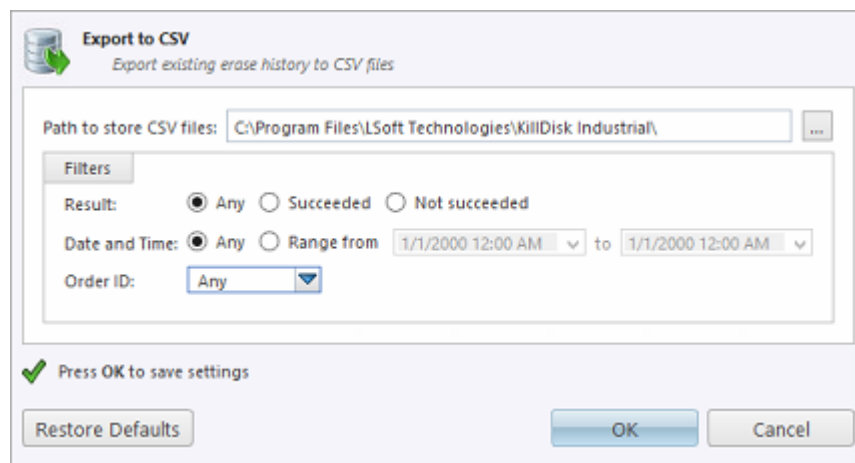 Export to CSV
Export existing erase history to CSV files
Path to store CSV files: C:\Program Files\LSoft Technologies\KillDisk Industrial\ ...
Filters
Result: Any Succeeded Not succeeded
Date and Time: Any Range from 1/1/2000 12:00 AM to 1/1/2000 12:00 AM
Order ID: Any
Press OK to save settings
Restore Defaults OK Cancel